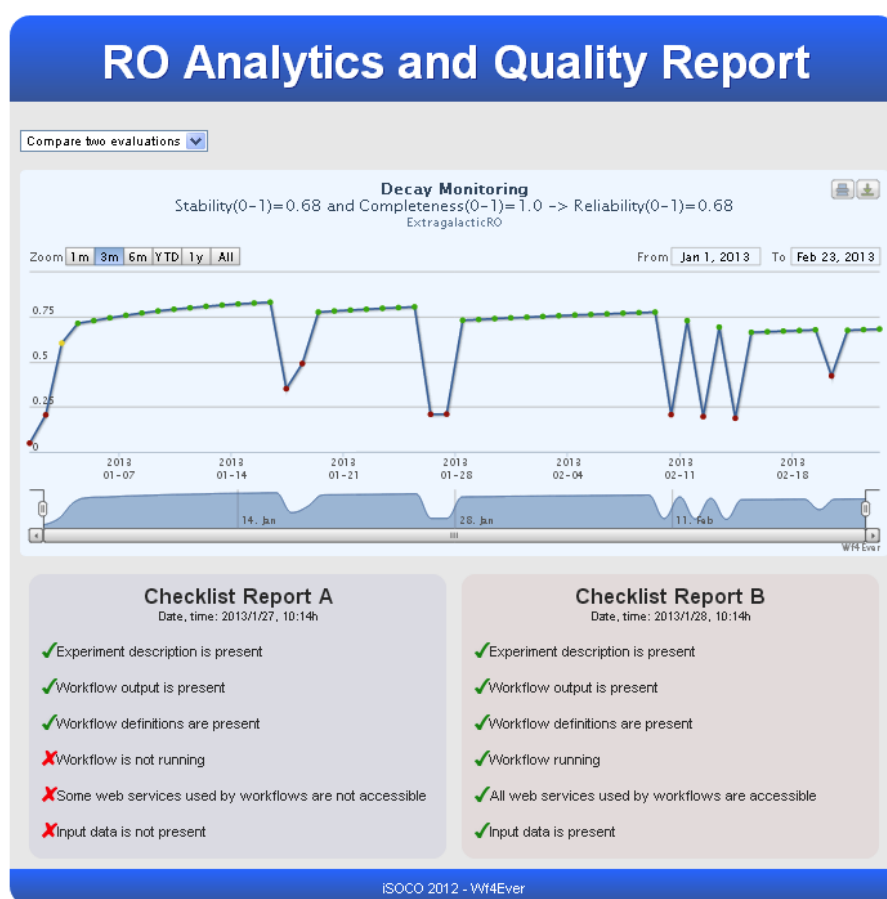 RO Analytics and Quality Report
Compare two evaluations
Decay Monitoring
Stability(0-1)=0.68 and Completeness(0-1)=1.0 -> Reliability(0-1)=0.68
ExtragalacticRO
Zoom 1m 3m 6m YTD 1y All From Jan 1, 2013 To Feb 23, 2013
0.75
0.5
0.25
0
2013 2013 2013 2013 2013 2013 2013
01-07 01-14 01-21 01-28 02-04 02-11 02-18
14. Jan 28. Jan 11. Feb
Wf4Ever
Checklist Report A
Date, time: 2013/1/27, 10:14h
Experiment description is present
Workflow output is present
Workflow definitions are present
Workflow is not running
Some web services used by workflows are not accessible
Input data is not present
Checklist Report B
Date, time: 2013/1/28, 10:14h
Experiment description is present
Workflow output is present
Workflow definitions are present
Workflow running
All web services used by workflows are accessible
Input data is present
iSOCO 2012 - Wf4Ever